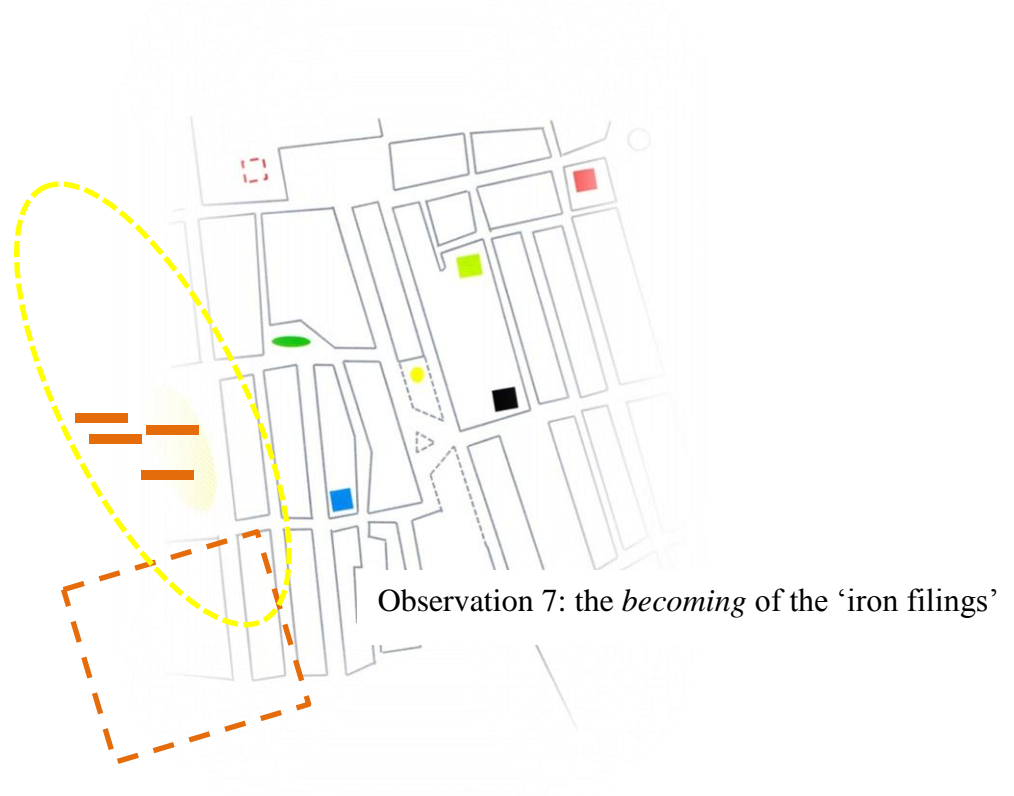 Observation 7: the becoming of the ‘iron filings’